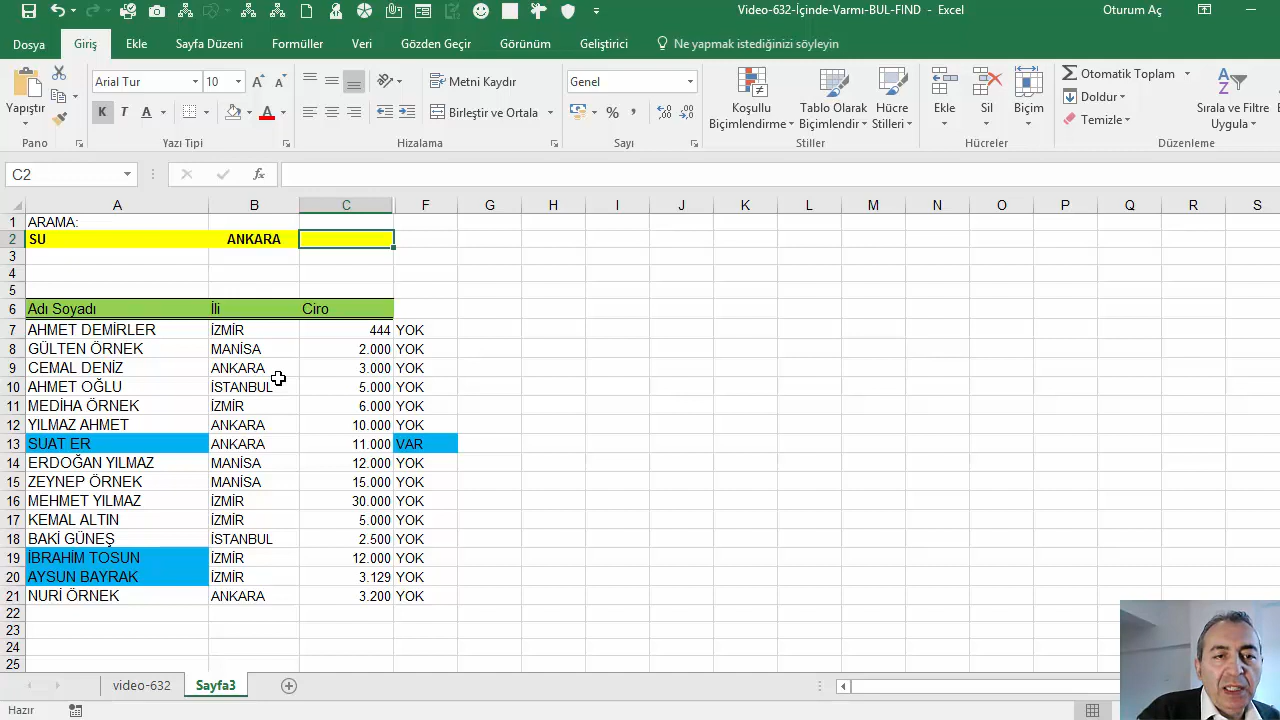 Video-632-İçinde-Varmı-BUL-FIND - Excel
Oturum Aç
Dosya Giriş Ekle Sayfa Düzeni Formüller Veri Gözden Geçir Görünüm Geliştirici Ne yapmak istediğinizi söyleyin
Yapıştır
Arial Tur 10
K T A
A
Metni Kaydır
Birleştir ve Ortala
Genel
%
Koşullu Biçimlendirme
Tablo Olarak Biçimlendir
Hücre Stilleri
Ekle
Sil
Biçim
Otomatik Toplam
Doldur
Temizle
Sırala ve Filtre Uygula
Pano Yazı Tipi Hizalama Sayı Stiller Hücreler Düzenleme
C2 fx
A B C F G H I J K L M N O P Q R S
1 ARAMA:
2 SU ANKARA
3
4
5
6 Adı Soyadı İli Ciro
7 AHMET DEMİRLER İZMİR 444 YOK
8 GÜLTEN ÖRNEK MANİSA 2.000 YOK
9 CEMAL DENİZ ANKARA 3.000 YOK
10 AHMET OĞLU İSTANBUL 5.000 YOK
11 MEDİHA ÖRNEK İZMİR 6.000 YOK
12 YILMAZ AHMET ANKARA 10.000 YOK
13 SUAT ER ANKARA 11.000 VAR
14 ERDOĞAN YILMAZ MANİSA 12.000 YOK
15 ZEYNEP ÖRNEK MANİSA 15.000 YOK
16 MEHMET YILMAZ İZMİR 30.000 YOK
17 KEMAL ALTIN İZMİR 5.000 YOK
18 BAKİ GÜNEŞ İSTANBUL 2.500 YOK
19 İBRAHİM TOSUN İZMİR 12.000 YOK
20 AYSUN BAYRAK İZMİR 3.129 YOK
21 NURİ ÖRNEK ANKARA 3.200 YOK
22
23
24
25
video-632 Sayfa3
Hazır